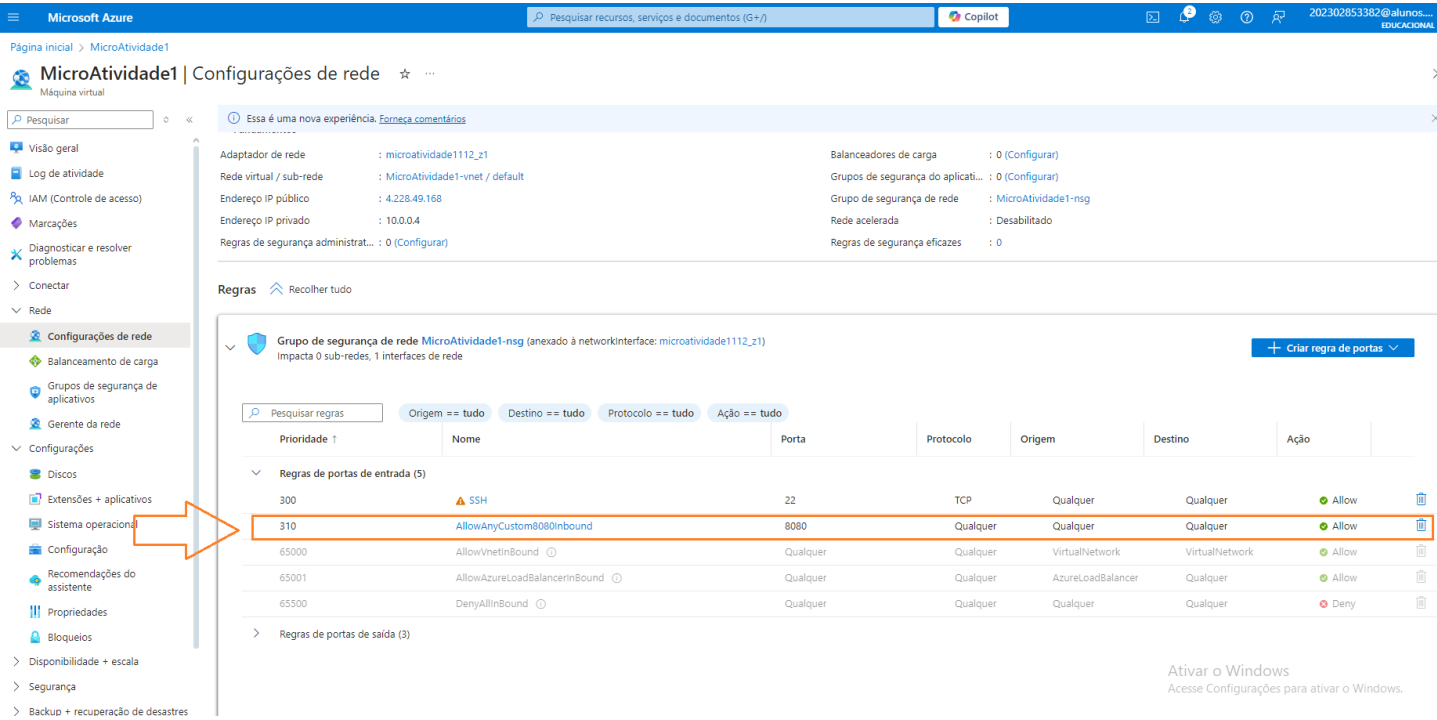 Microsoft Azure
Pesquisar recursos, serviços e documentos (G+/)
Copilot
2
202302853382@alunos....
EDUCACIONAL
Página inicial > MicroAtividade1
MicroAtividade1 | Configurações de rede
Máquina virtual
Pesquisar
Visão geral
Log de atividade
IAM (Controle de acesso)
Marcações
Diagnosticar e resolver
problemas
Conectar
Rede
Configurações de rede
Balanceamento de carga
Grupos de segurança de
aplicativos
Gerente da rede
Configurações
Discos
Extensões + aplicativos
Sistema operacional
Configuração
Recomendações do
assistente
Propriedades
Bloqueios
Disponibilidade + escala
Segurança
Backup + recuperação de desastres
Essa é uma nova experiência. Forneça comentários
Fundamentos
Adaptador de rede : microatividade1112_z1
Rede virtual / sub-rede : MicroAtividade1-vnet / default
Endereço IP público : 4.228.49.168
Endereço IP privado : 10.0.0.4
Regras de segurança administrat... : 0 (Configurar)
Balanceadores de carga : 0 (Configurar)
Grupos de segurança do aplicati... : 0 (Configurar)
Grupo de segurança de rede : MicroAtividade1-nsg
Rede acelerada : Desabilitado
Regras de segurança eficazes : 0
Regras Recolher tudo
Grupo de segurança de rede MicroAtividade1-nsg (anexado à networkInterface: microatividade1112_z1)
Impacta 0 sub-redes, 1 interfaces de rede
+ Criar regra de portas
Pesquisar regras Origem == tudo Destino == tudo Protocolo == tudo Ação == tudo
Prioridade ↑ Nome Porta Protocolo Origem Destino Ação
Regras de portas de entrada (5)
300 SSH 22 TCP Qualquer Qualquer Allow
310 AllowAnyCustom8080Inbound 8080 Qualquer Qualquer Qualquer Allow
65000 AllowVnetInBound Qualquer Qualquer VirtualNetwork VirtualNetwork Allow
65001 AllowAzureLoadBalancerInBound Qualquer Qualquer AzureLoadBalancer Qualquer Allow
65500 DenyAllInBound Qualquer Qualquer Qualquer Qualquer Deny
Regras de portas de saída (3)
Ativar o Windows
Acesse Configurações para ativar o Windows.